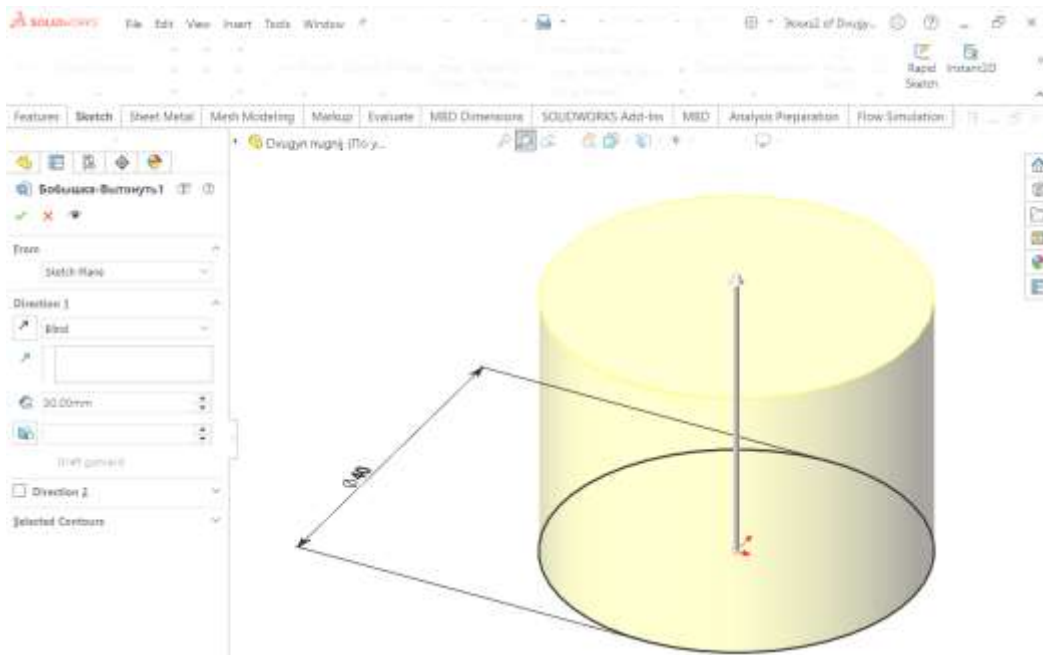 SOLIDWORKS File Edit View Insert Tools Window
Rapid Sketch
Instant2D
Features Sketch Sheet Metal Mesh Modeling Markup Evaluate MBD Dimensions SOLIDWORKS Add-Ins MBD Analysis Preparation Flow Simulation
Бобышка-Вытянуть1
From
Sketch Plane
Direction 1
Blind
30.00mm
Direction 2
Selected Contours
Ø40